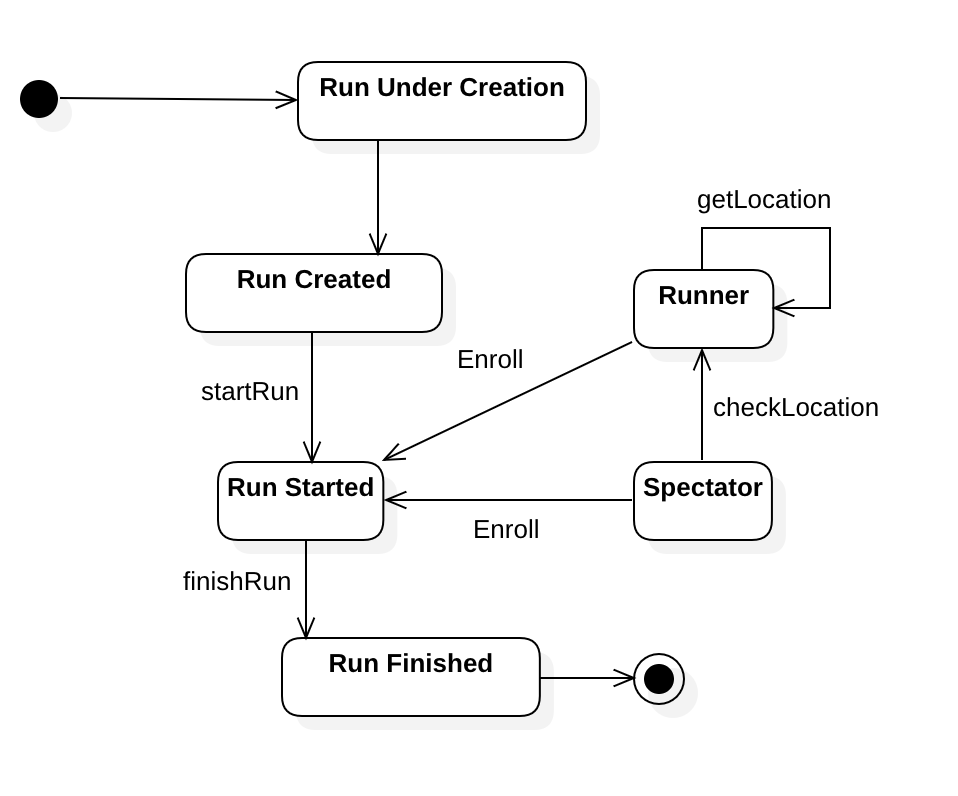 Run Under Creation
getLocation
Run Created
Runner
Enroll
startRun
checkLocation
Run Started
Spectator
Enroll
finishRun
Run Finished